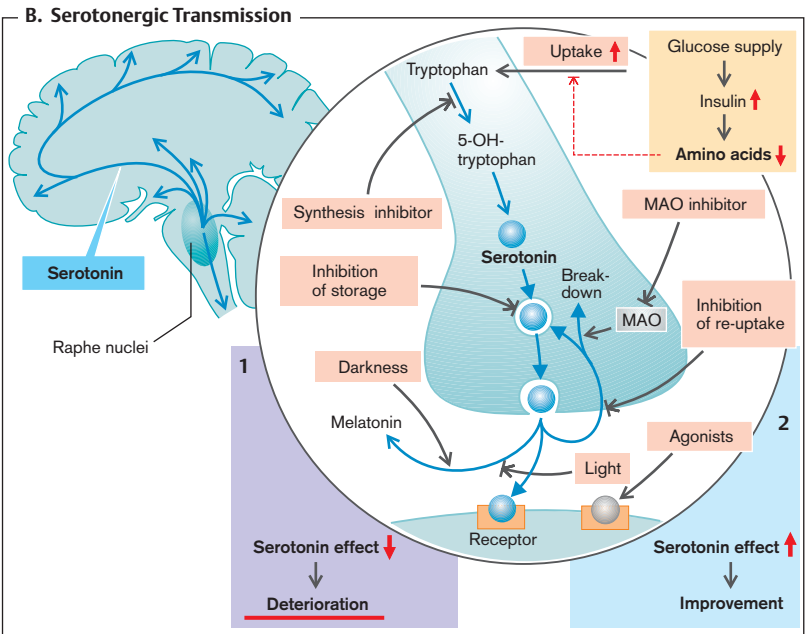 B. Serotonergic Transmission
Uptake
Glucose supply
Tryptophan
Insulin
5-OH-
tryptophan
Amino acids
Synthesis inhibitor
MAO inhibitor
Serotonin
Serotonin
Inhibition
of storage
Break-
down
MAO
Inhibition
of re-uptake
Raphe nuclei
1
Darkness
Melatonin
2
Agonists
Light
Receptor
Serotonin effect
Deterioration
Serotonin effect
Improvement